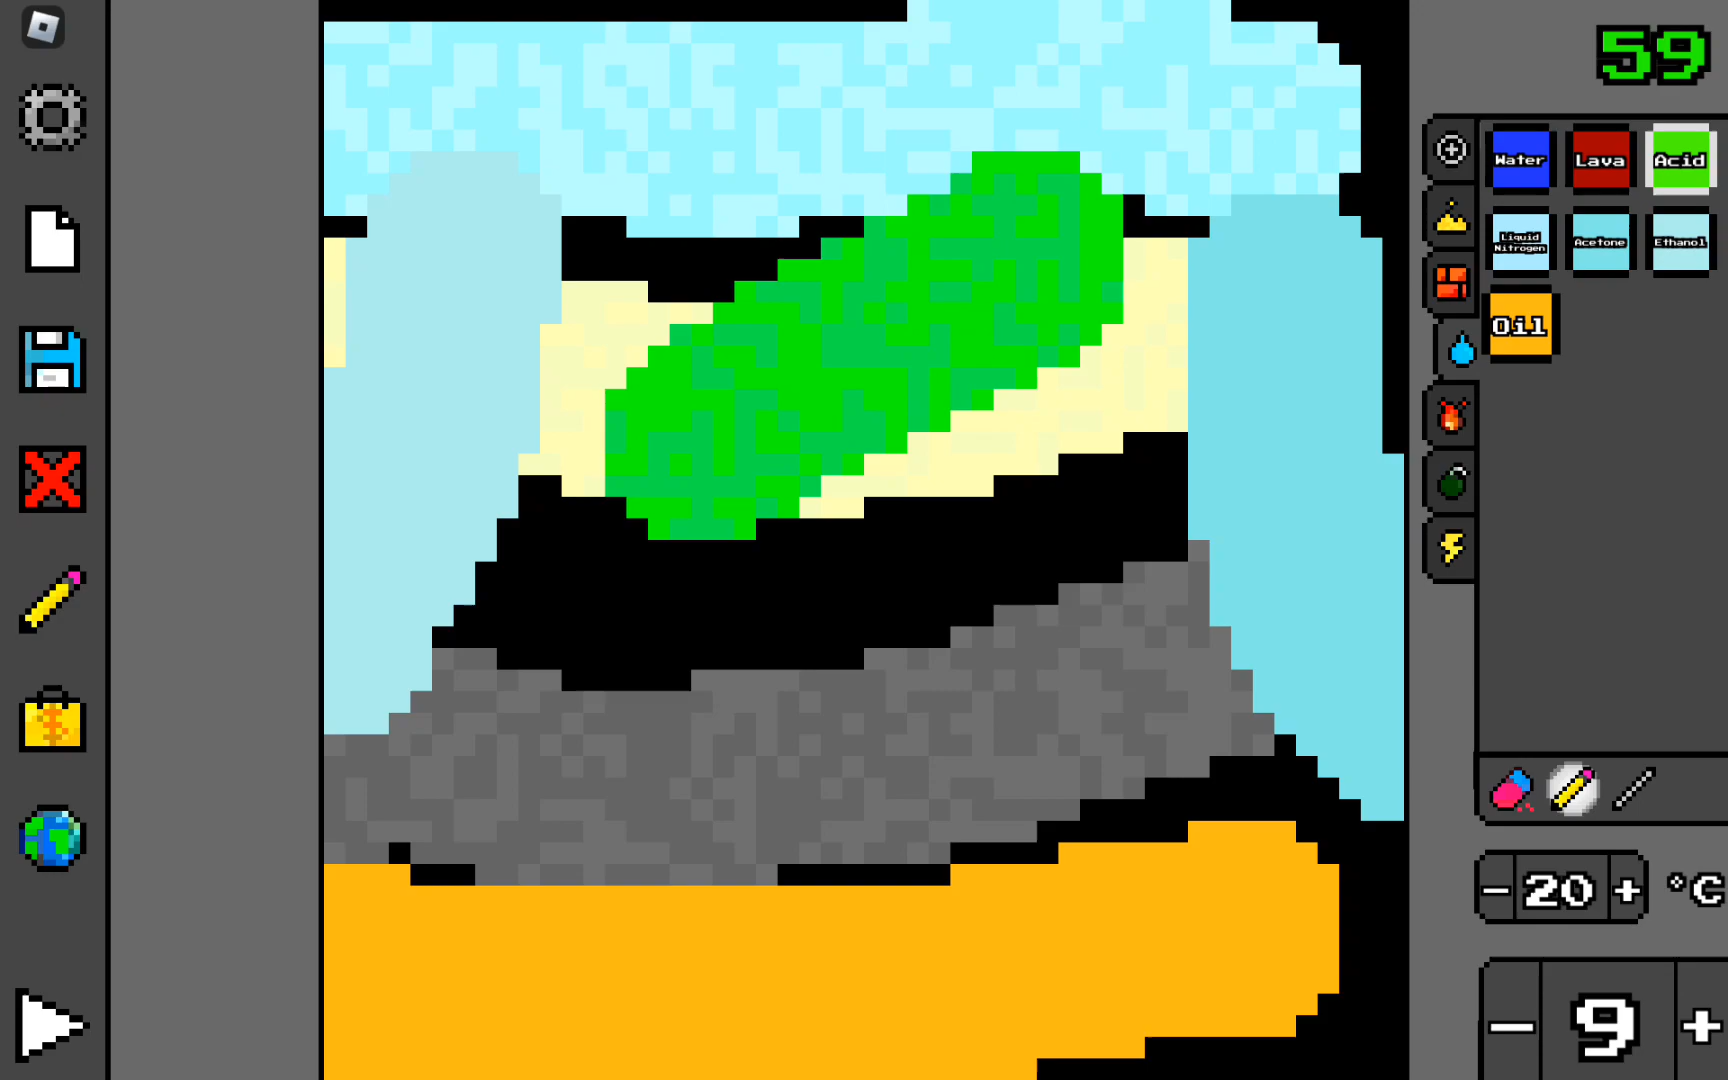 59
Water Lava Acid
Liquid
Nitrogen Acetone Ethanol
Oil
− 20 + °C
− 9 +